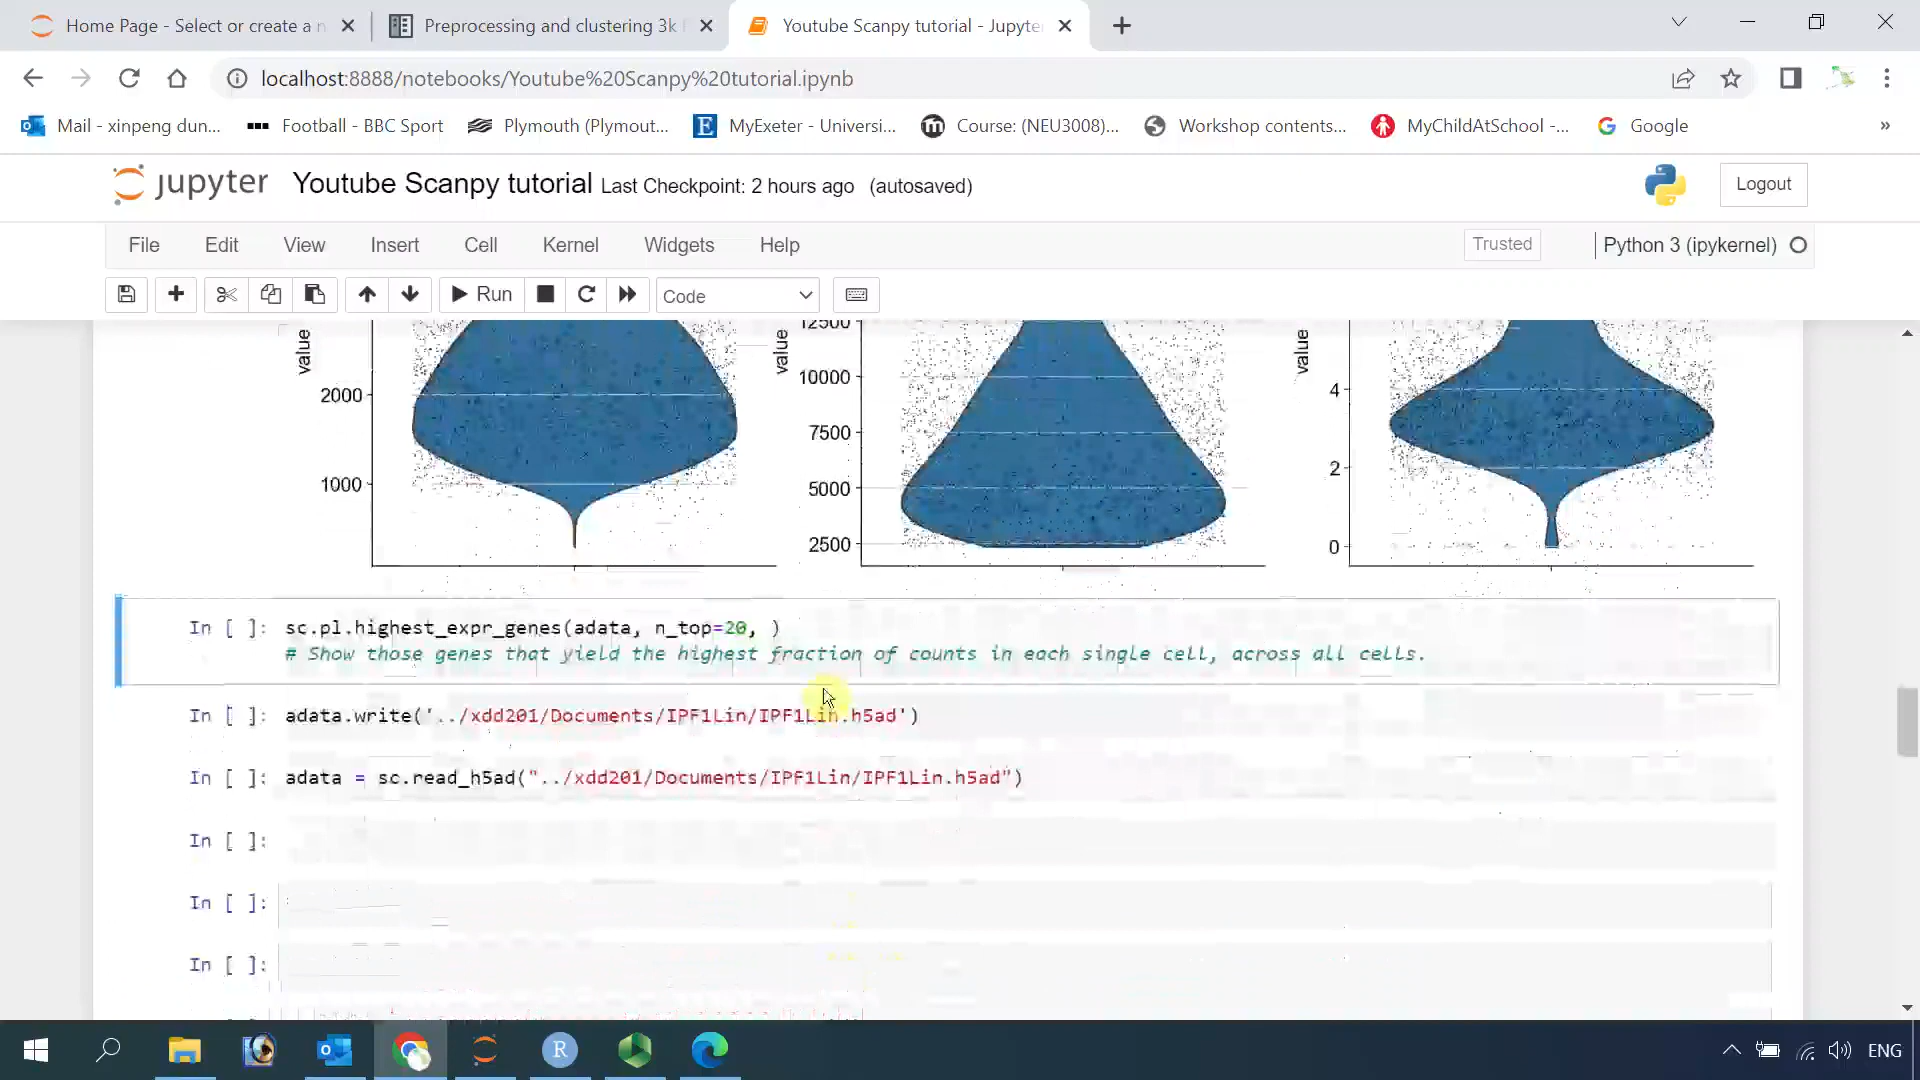 Home Page - Select or create a n
Preprocessing and clustering 3k
Youtube Scanpy tutorial - Jupyte
localhost:8888/notebooks/Youtube%20Scanpy%20tutorial.ipynb
Mail - xinpeng dun...
Football - BBC Sport
Plymouth (Plymout...
MyExeter - Universi...
Course: (NEU3008)...
Workshop contents...
MyChildAtSchool -...
Google
»
jupyter
Youtube Scanpy tutorial Last Checkpoint: 2 hours ago (autosaved)
Logout
File Edit View Insert Cell Kernel Widgets Help
Trusted
Python 3 (ipykernel)
Run
Code
value
2000
1000
value
12500
10000
7500
5000
2500
value
4
2
0
In [ ]: sc.pl.highest_expr_genes(adata, n_top=20, )
# Show those genes that yield the highest fraction of counts in each single cell, across all cells.
In [ ]: adata.write('../xdd201/Documents/IPF1Lin/IPF1Lin.h5ad')
In [ ]: adata = sc.read_h5ad("../xdd201/Documents/IPF1Lin/IPF1Lin.h5ad")
In [ ]:
In [ ]:
In [ ]:
ENG